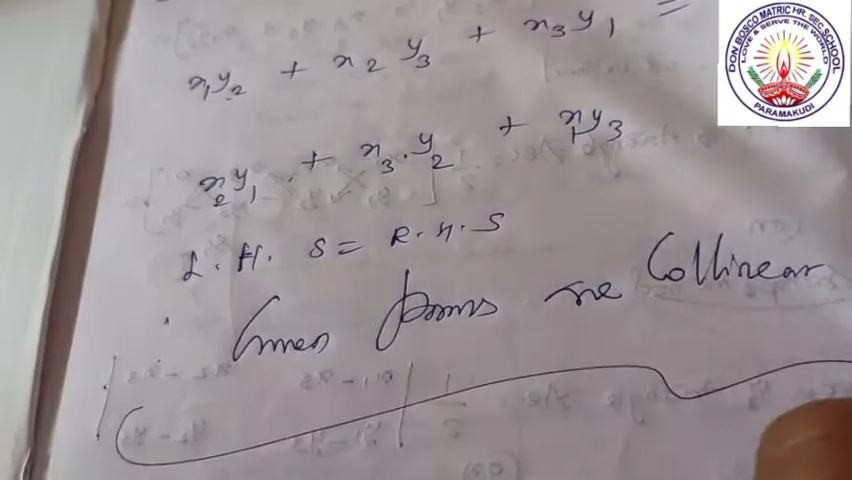 x₁y₂ + x₂y₃ + x₃y₁ =
x₂y₁ + x₃.y₂ + x₁y₃
L.H.S = R.H.S
∴ Given points are Collinear
DON BOSCO MATRIC HR. SEC. SCHOOL
LOVE & SERVE THE WORLD
PARAMAKUDI